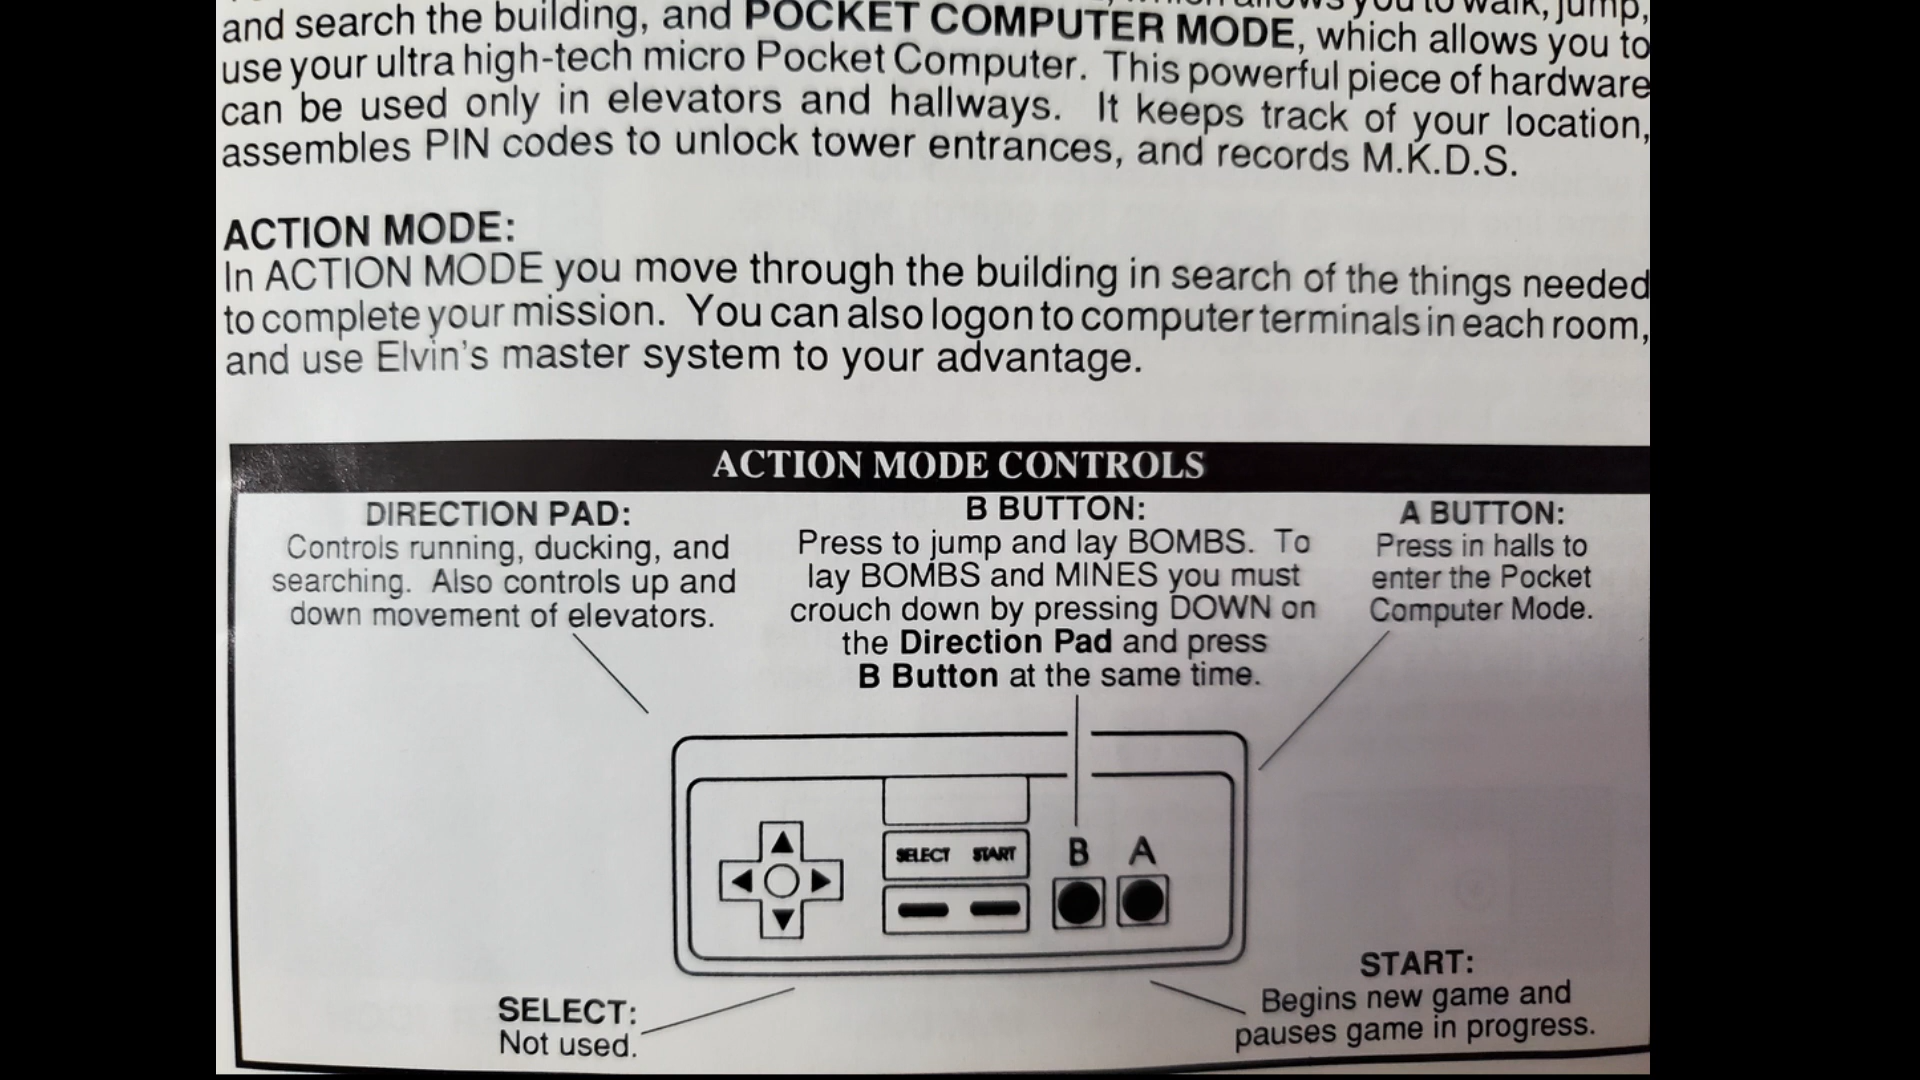 allows you to walk, jump,
and search the building, and POCKET COMPUTER MODE, which allows you to
use your ultra high-tech micro Pocket Computer. This powerful piece of hardware
can be used only in elevators and hallways. It keeps track of your location,
assembles PIN codes to unlock tower entrances, and records M.K.D.S.
ACTION MODE:
In ACTION MODE you move through the building in search of the things needed
to complete your mission. You can also logon to computer terminals in each room,
and use Elvin's master system to your advantage.
ACTION MODE CONTROLS
DIRECTION PAD:
Controls running, ducking, and
searching. Also controls up and
down movement of elevators.
B BUTTON:
Press to jump and lay BOMBS. To
lay BOMBS and MINES you must
crouch down by pressing DOWN on
the Direction Pad and press
B Button at the same time.
A BUTTON:
Press in halls to
enter the Pocket
Computer Mode.
SELECT START
B A
SELECT:
Not used.
START:
Begins new game and
pauses game in progress.